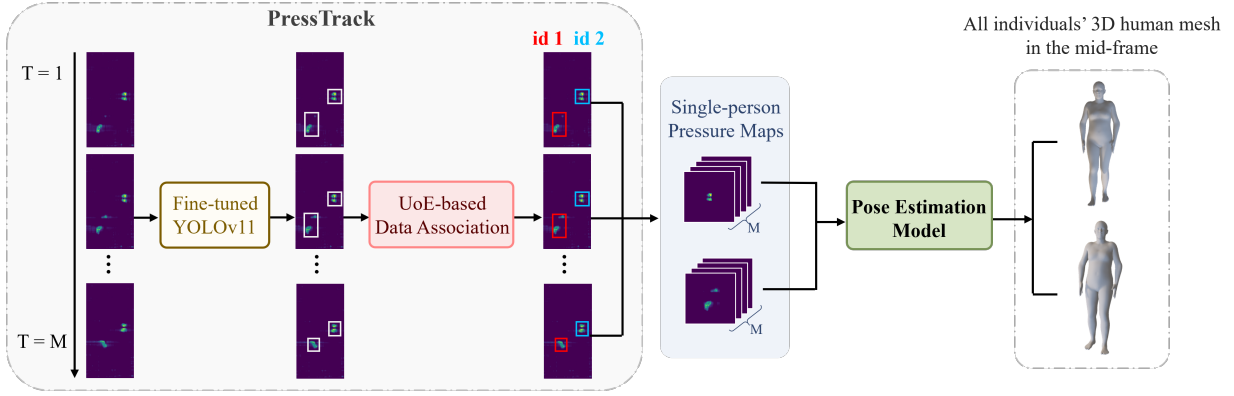 PressTrack
id 1 id 2
T = 1
Fine-tuned
YOLOv11
UoE-based
Data Association
T = M
Single-person
Pressure Maps
M
M
Pose Estimation
Model
All individuals’ 3D human mesh
in the mid-frame